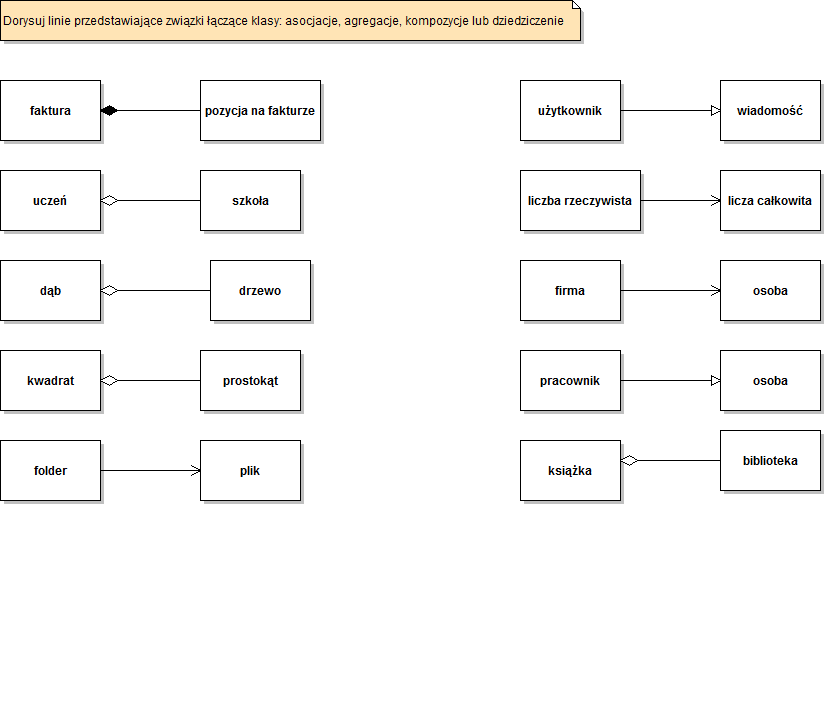 Dorysuj linie przedstawiające związki łączące klasy: asocjacje, agregacje, kompozycje lub dziedziczenie
faktura
pozycja na fakturze
użytkownik
wiadomość
uczeń
szkoła
liczba rzeczywista
licza całkowita
dąb
drzewo
firma
osoba
kwadrat
prostokąt
pracownik
osoba
folder
plik
książka
biblioteka